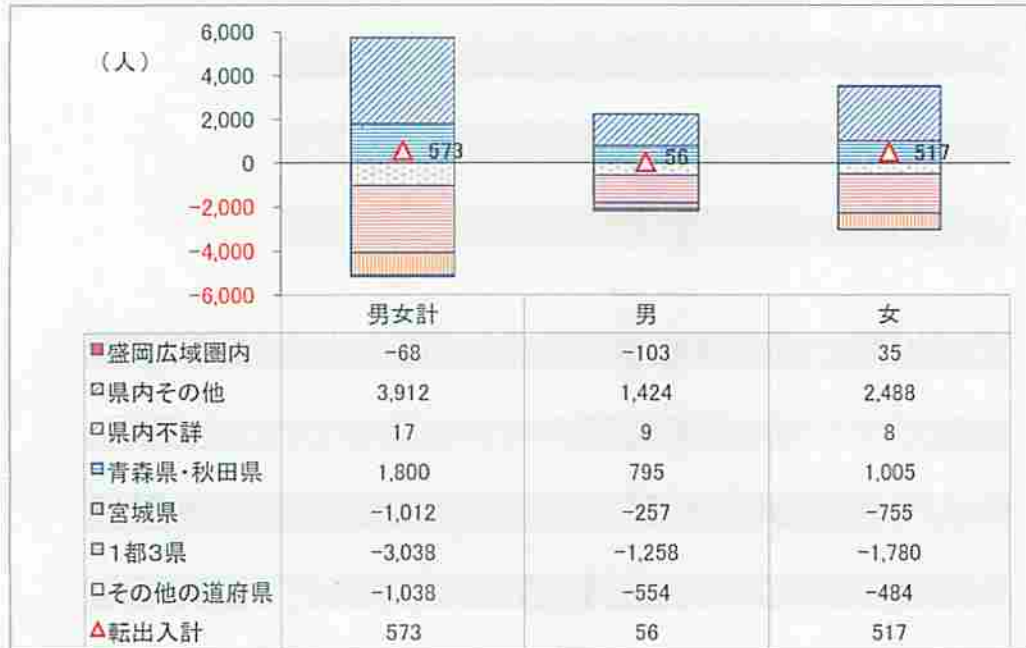 (人)
6,000
4,000
2,000
0
-2,000
-4,000
-6,000
573
56
517
男女計 男 女
盛岡広域圏内 -68 -103 35
県内その他 3,912 1,424 2,488
県内不詳 17 9 8
青森県・秋田県 1,800 795 1,005
宮城県 -1,012 -257 -755
1都3県 -3,038 -1,258 -1,780
その他の道府県 -1,038 -554 -484
転出入計 573 56 517